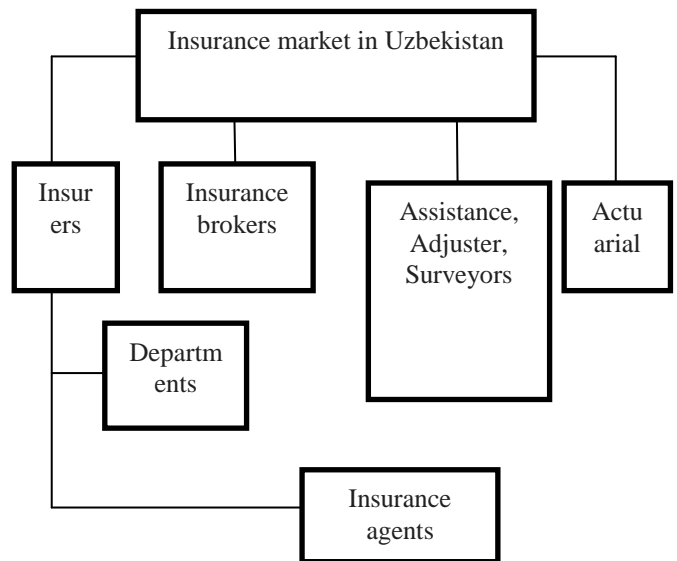 Insurance market in Uzbekistan
Insur
ers
Insurance
brokers
Assistance,
Adjuster,
Surveyors
Actu
arial
Departm
ents
Insurance
agents